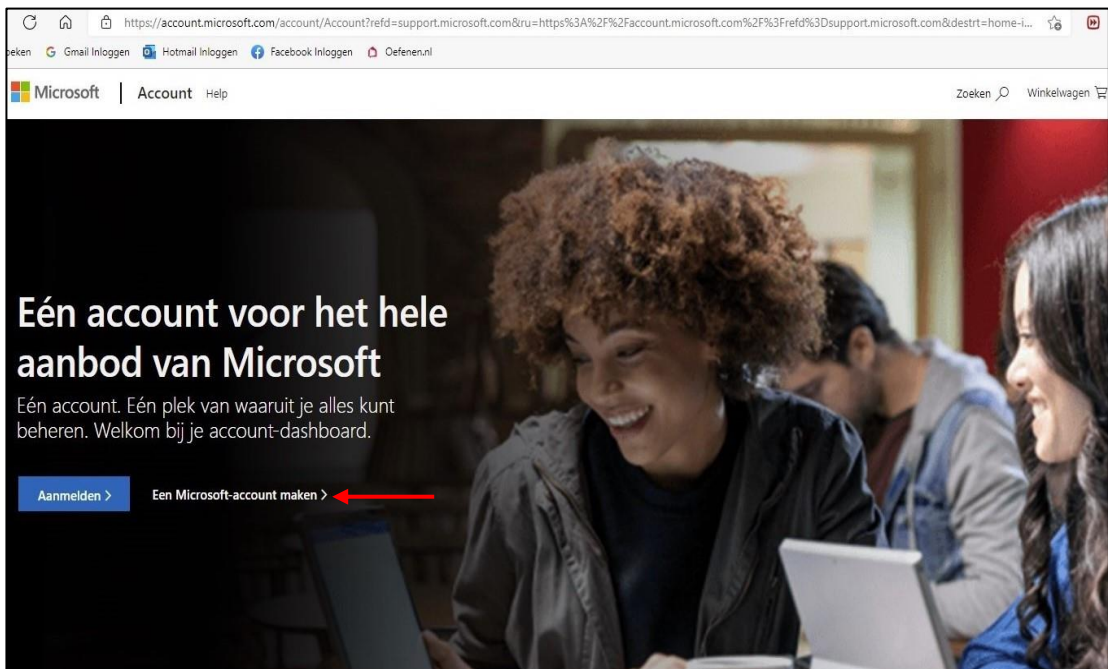 https://account.microsoft.com/account/Account?refd=support.microsoft.com&ru=https%3A%2F%2Faccount.microsoft.com%2F%3Frefd%3Dsupport.microsoft.com&destrt=home-i...
Gmail Inloggen Hotmail Inloggen Facebook Inloggen Oefenen.nl
Microsoft | Account Help Zoeken Winkelwagen
Eén account voor het hele
aanbod van Microsoft
Eén account. Eén plek van waaruit je alles kunt
beheren. Welkom bij je account-dashboard.
Aanmelden > Een Microsoft-account maken >